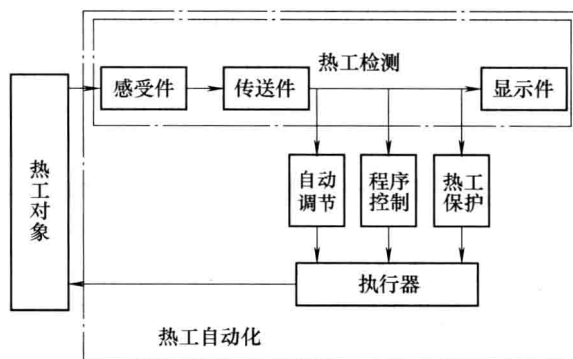 热工检测
感受件
传送件
显示件
热工对象
自动
调节
程序
控制
热工
保护
执行器
热工自动化